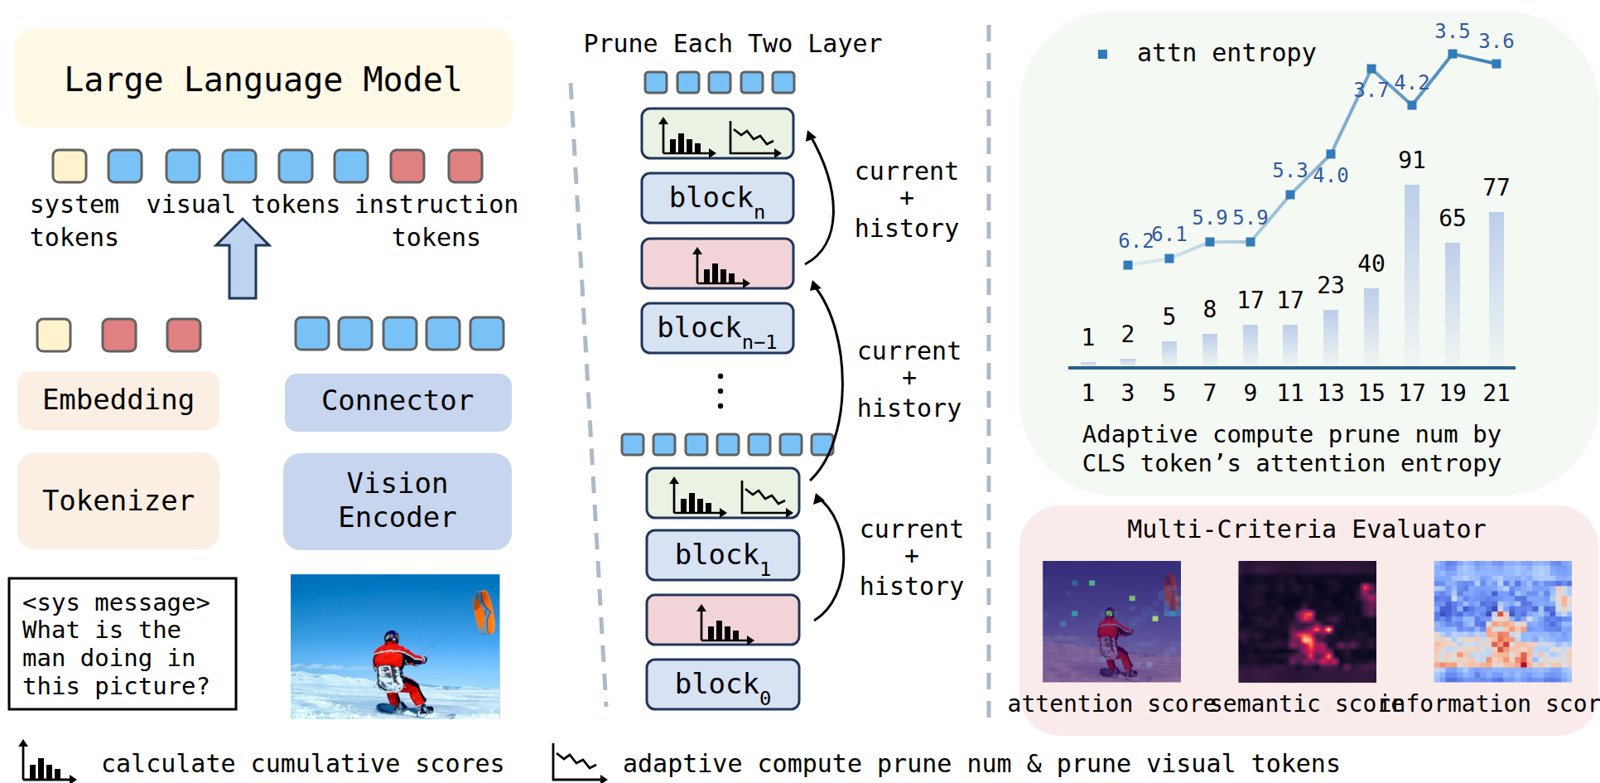 Large Language Model
system
tokens
visual tokens
instruction
tokens
Embedding
Connector
Tokenizer
Vision
Encoder
<sys message>
What is the
man doing in
this picture?
Prune Each Two Layer
block n
block n−1
block 1
block 0
current
+
history
current
+
history
current
+
history
attn entropy
6.2 6.1 5.9 5.9 5.3 4.0 3.7 4.2 3.5 3.6
1 2 5 8 17 17 23 40 91 65 77
1 3 5 7 9 11 13 15 17 19 21
Adaptive compute prune num by
CLS token’s attention entropy
Multi-Criteria Evaluator
attention score
semantic score
information scor
calculate cumulative scores
adaptive compute prune num & prune visual tokens